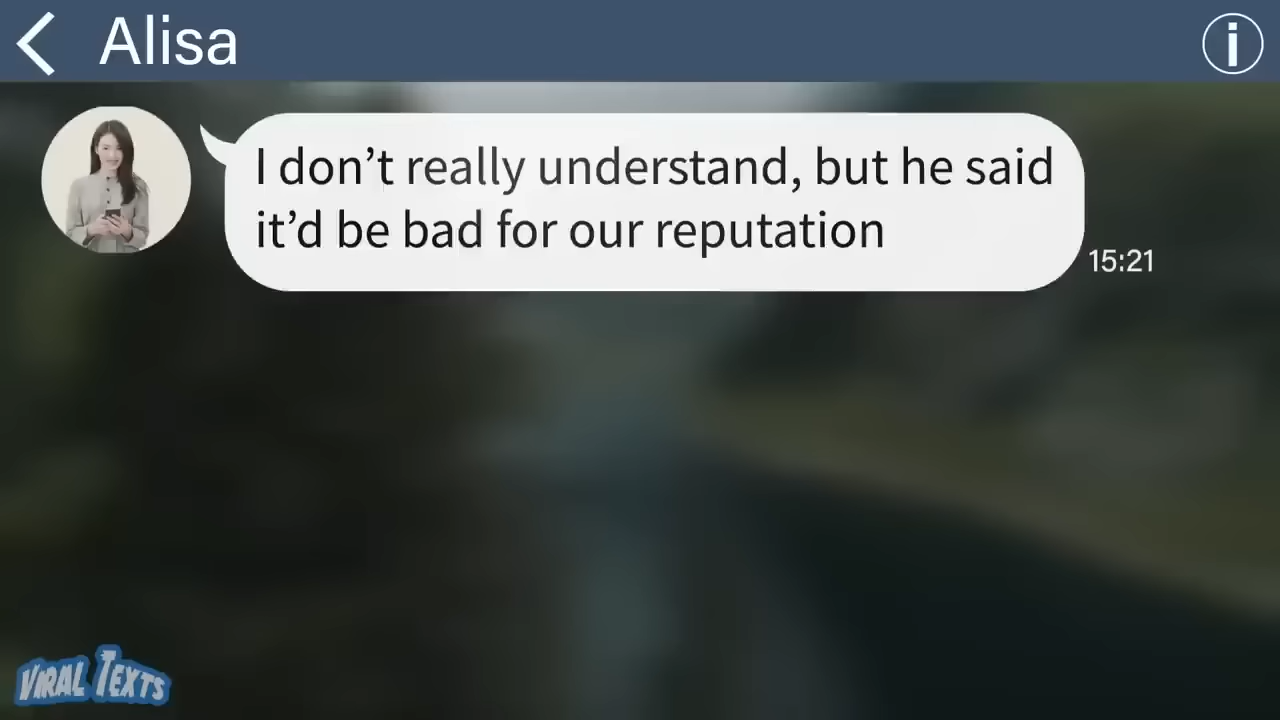 Alisa
I don’t really understand, but he said
it’d be bad for our reputation
15:21
VIRAL TEXTS